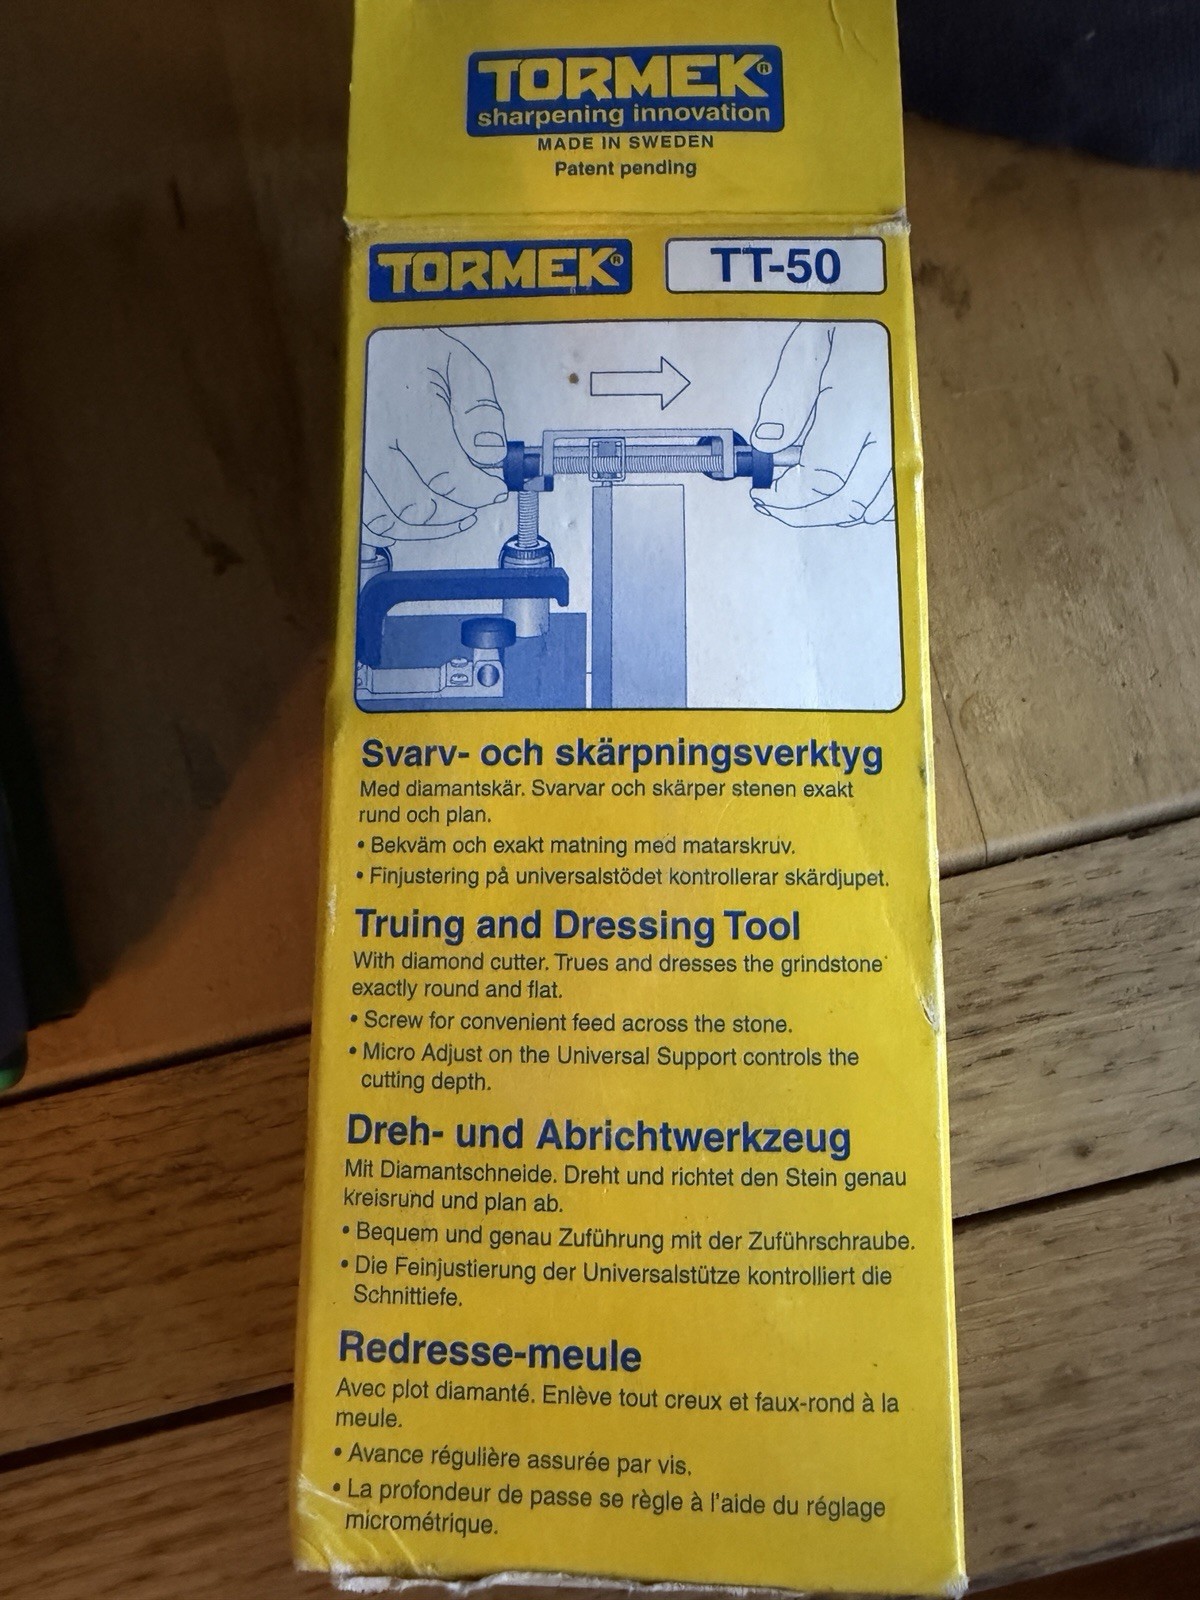 TORMEK®
sharpening innovation
MADE IN SWEDEN
Patent pending
TORMEK®
TT-50
Svarv- och skärpningsverktyg
Med diamantskär. Svarvar och skärper stenen exakt
rund och plan.
• Bekväm och exakt matning med matarskruv.
• Finjustering på universalstödet kontrollerar skärdjupet.
Truing and Dressing Tool
With diamond cutter. Trues and dresses the grindstone
exactly round and flat.
• Screw for convenient feed across the stone.
• Micro Adjust on the Universal Support controls the
cutting depth.
Dreh- und Abrichtwerkzeug
Mit Diamantschneide. Dreht und richtet den Stein genau
kreisrund und plan ab.
• Bequem und genau Zuführung mit der Zuführschraube.
• Die Feinjustierung der Universalstütze kontrolliert die
Schnittiefe.
Redresse-meule
Avec plot diamanté. Enlève tout creux et faux-rond à la
meule.
• Avance régulière assurée par vis.
• La profondeur de passe se règle à l'aide du réglage
micrométrique.